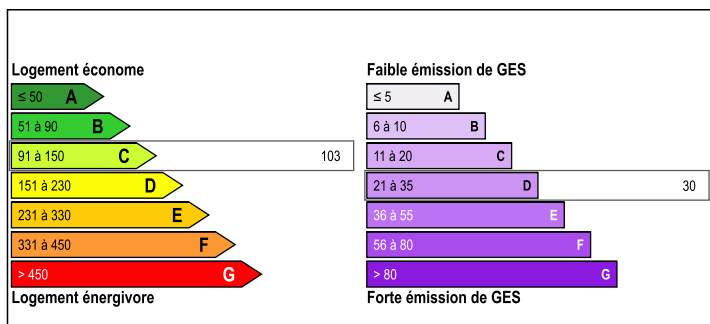 Logement économe
≤ 50 A
51 à 90 B
91 à 150 C 103
151 à 230 D
231 à 330 E
331 à 450 F
> 450 G
Logement énergivore
Faible émission de GES
≤ 5 A
6 à 10 B
11 à 20 C
21 à 35 D 30
36 à 55 E
56 à 80 F
> 80 G
Forte émission de GES